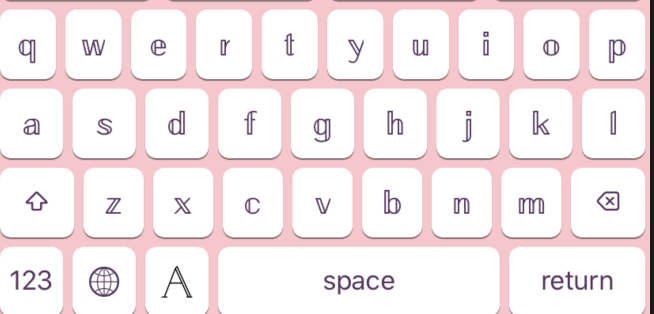 𝕢 𝕨 𝕖 𝕣 𝕥 𝕪 𝕦 𝕚 𝕠 𝕡
𝕒 𝕤 𝕕 𝕗 𝕘 𝕙 𝕛 𝕜 𝕝
𝕫 𝕩 𝕔 𝕧 𝕓 𝕟 𝕞
123 𝔸 space return